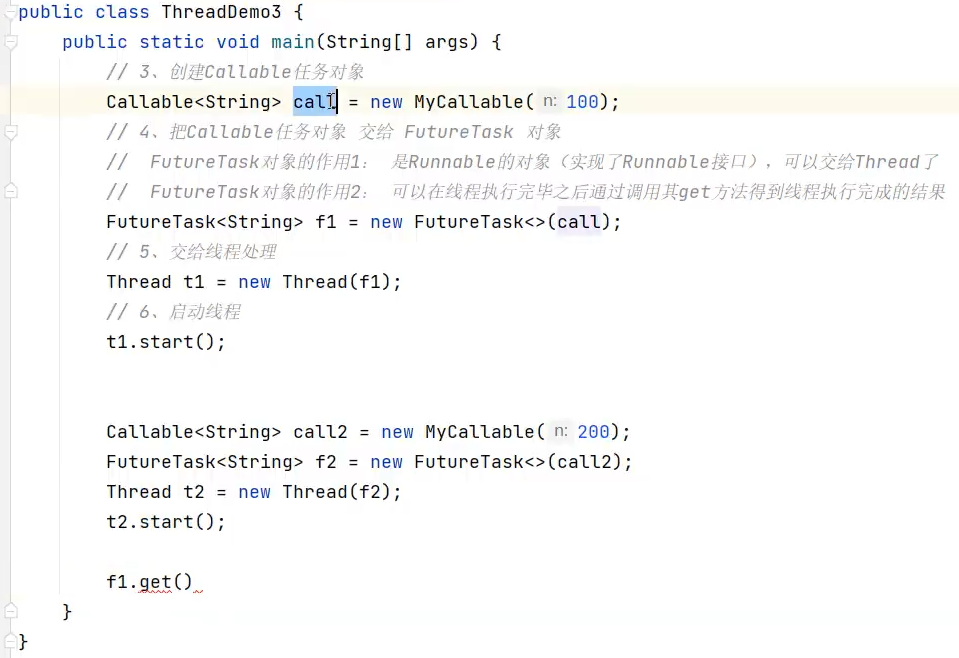 public class ThreadDemo3 {
    public static void main(String[] args) {
        // 3、创建Callable任务对象
        Callable<String> call = new MyCallable( n: 100);
        // 4、把Callable任务对象 交给 FutureTask 对象
        //  FutureTask对象的作用1： 是Runnable的对象（实现了Runnable接口），可以交给Thread了
        //  FutureTask对象的作用2： 可以在线程执行完毕之后通过调用其get方法得到线程执行完成的结果
        FutureTask<String> f1 = new FutureTask<>(call);
        // 5、交给线程处理
        Thread t1 = new Thread(f1);
        // 6、启动线程
        t1.start();
        Callable<String> call2 = new MyCallable( n: 200);
        FutureTask<String> f2 = new FutureTask<>(call2);
        Thread t2 = new Thread(f2);
        t2.start();
        f1.get()
    }
}